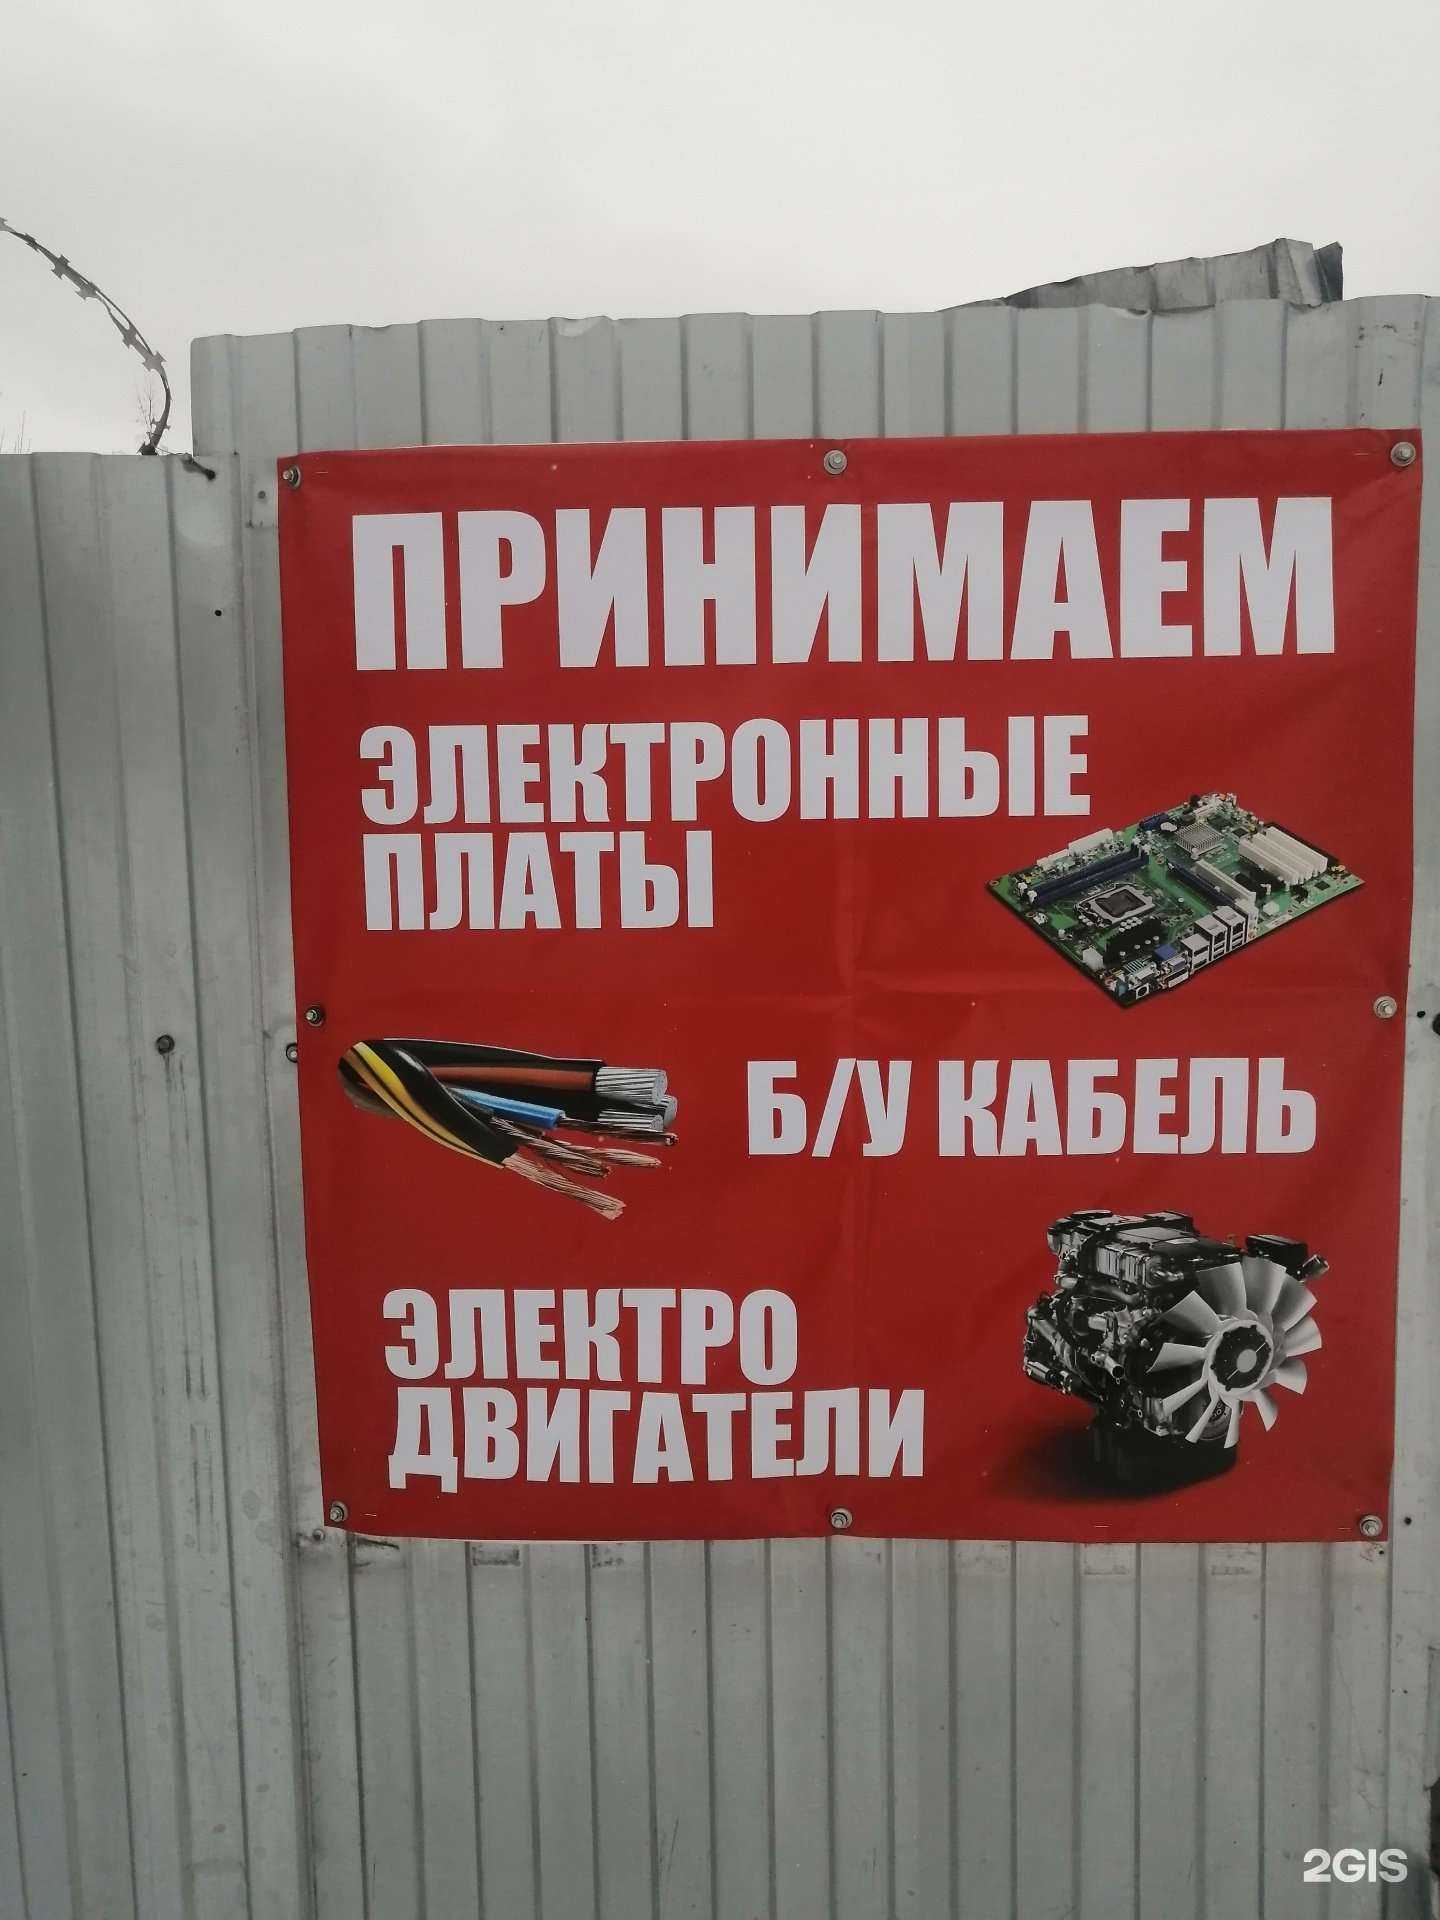 ПРИНИМАЕМ
ЭЛЕКТРОННЫЕ
ПЛАТЫ
Б/У КАБЕЛЬ
ЭЛЕКТРО
ДВИГАТЕЛИ
2GIS